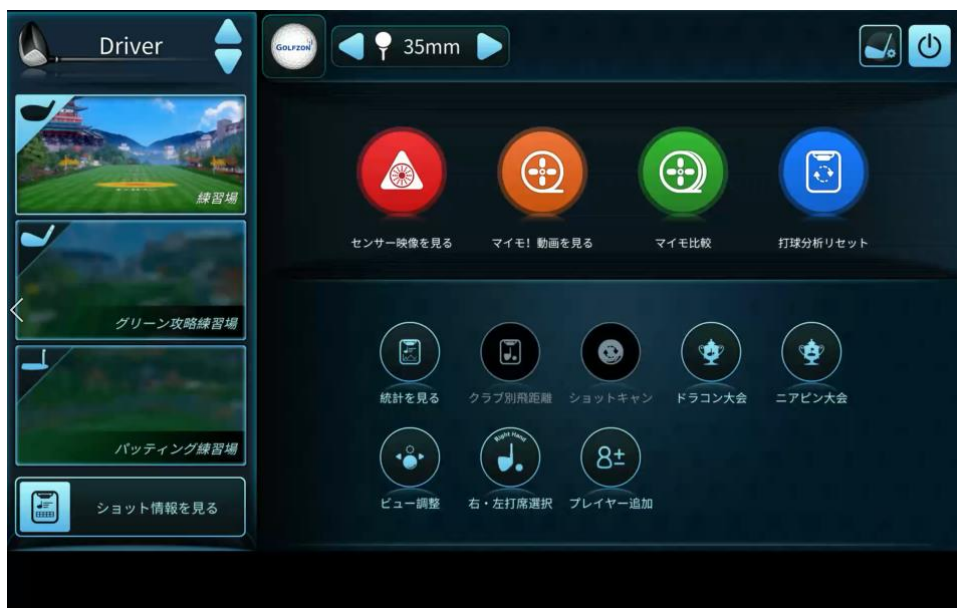 Driver
GOLFZON
35mm
練習場
グリーン攻略練習場
パッティング練習場
ショット情報を見る
センサー映像を見る
マイモ! 動画を見る
マイモ比較
打球分析リセット
統計を見る
クラブ別飛距離
ショットキャン
ドラコン大会
ニアピン大会
ビュー調整
Right Hand
右・左打席選択
8±
プレイヤー追加